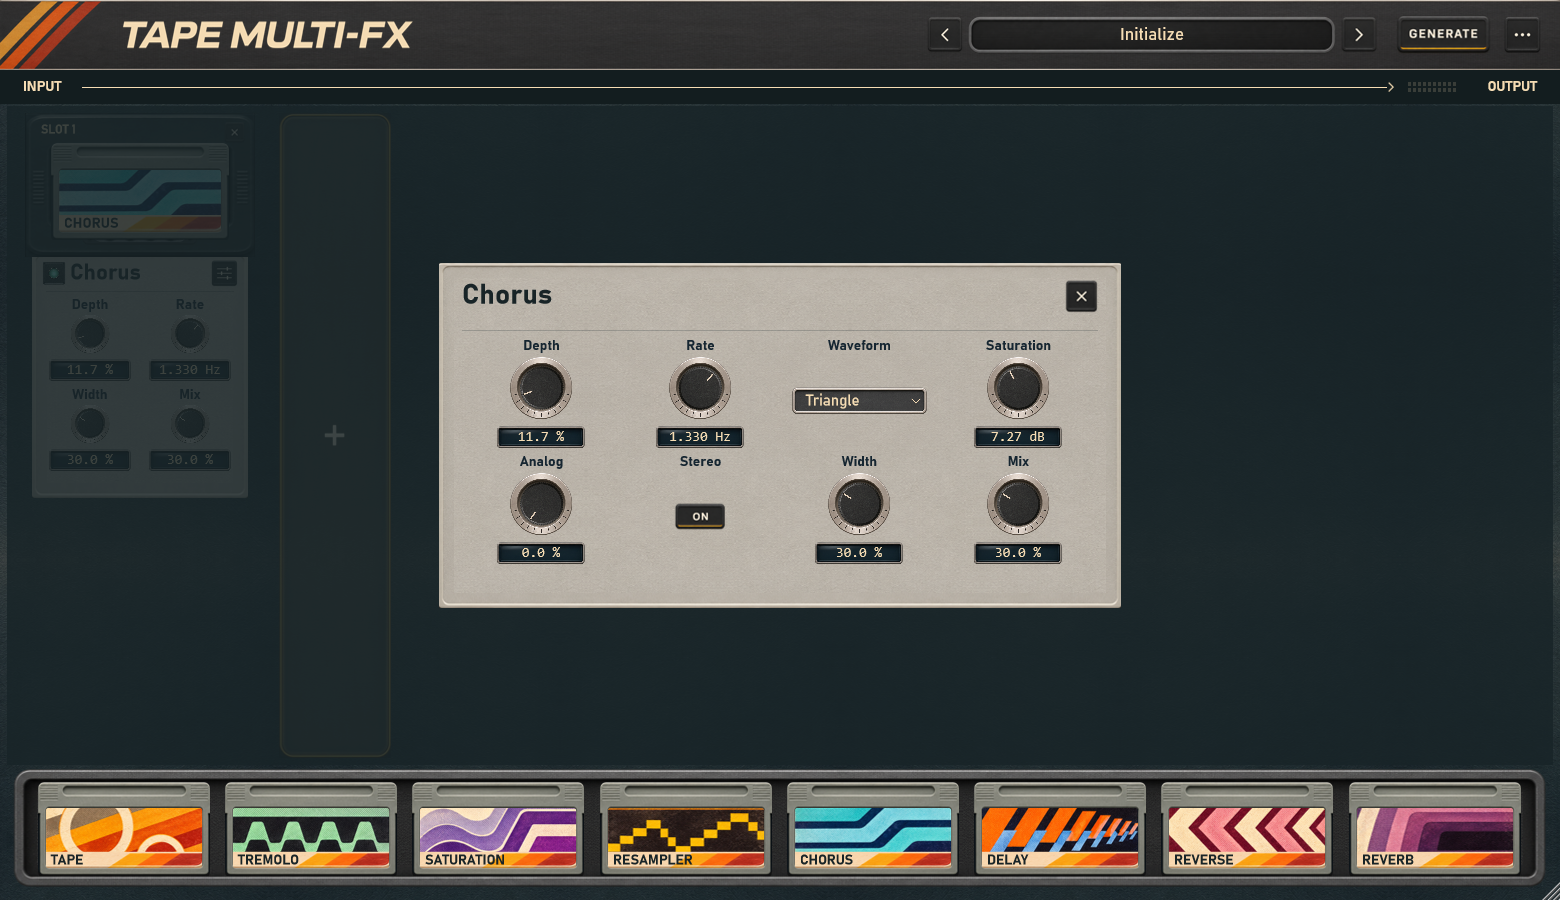 TAPE MULTI-FX
Initialize
GENERATE
...
INPUT
OUTPUT
SLOT 1
CHORUS
Chorus
Depth
Rate
11.7 %
1.330 Hz
Width
Mix
30.0 %
30.0 %
Chorus
Depth
Rate
Waveform
Saturation
Triangle
11.7 %
1.330 Hz
7.27 dB
Analog
Stereo
Width
Mix
ON
0.0 %
30.0 %
30.0 %
TAPE
TREMOLO
SATURATION
RESAMPLER
CHORUS
DELAY
REVERSE
REVERB